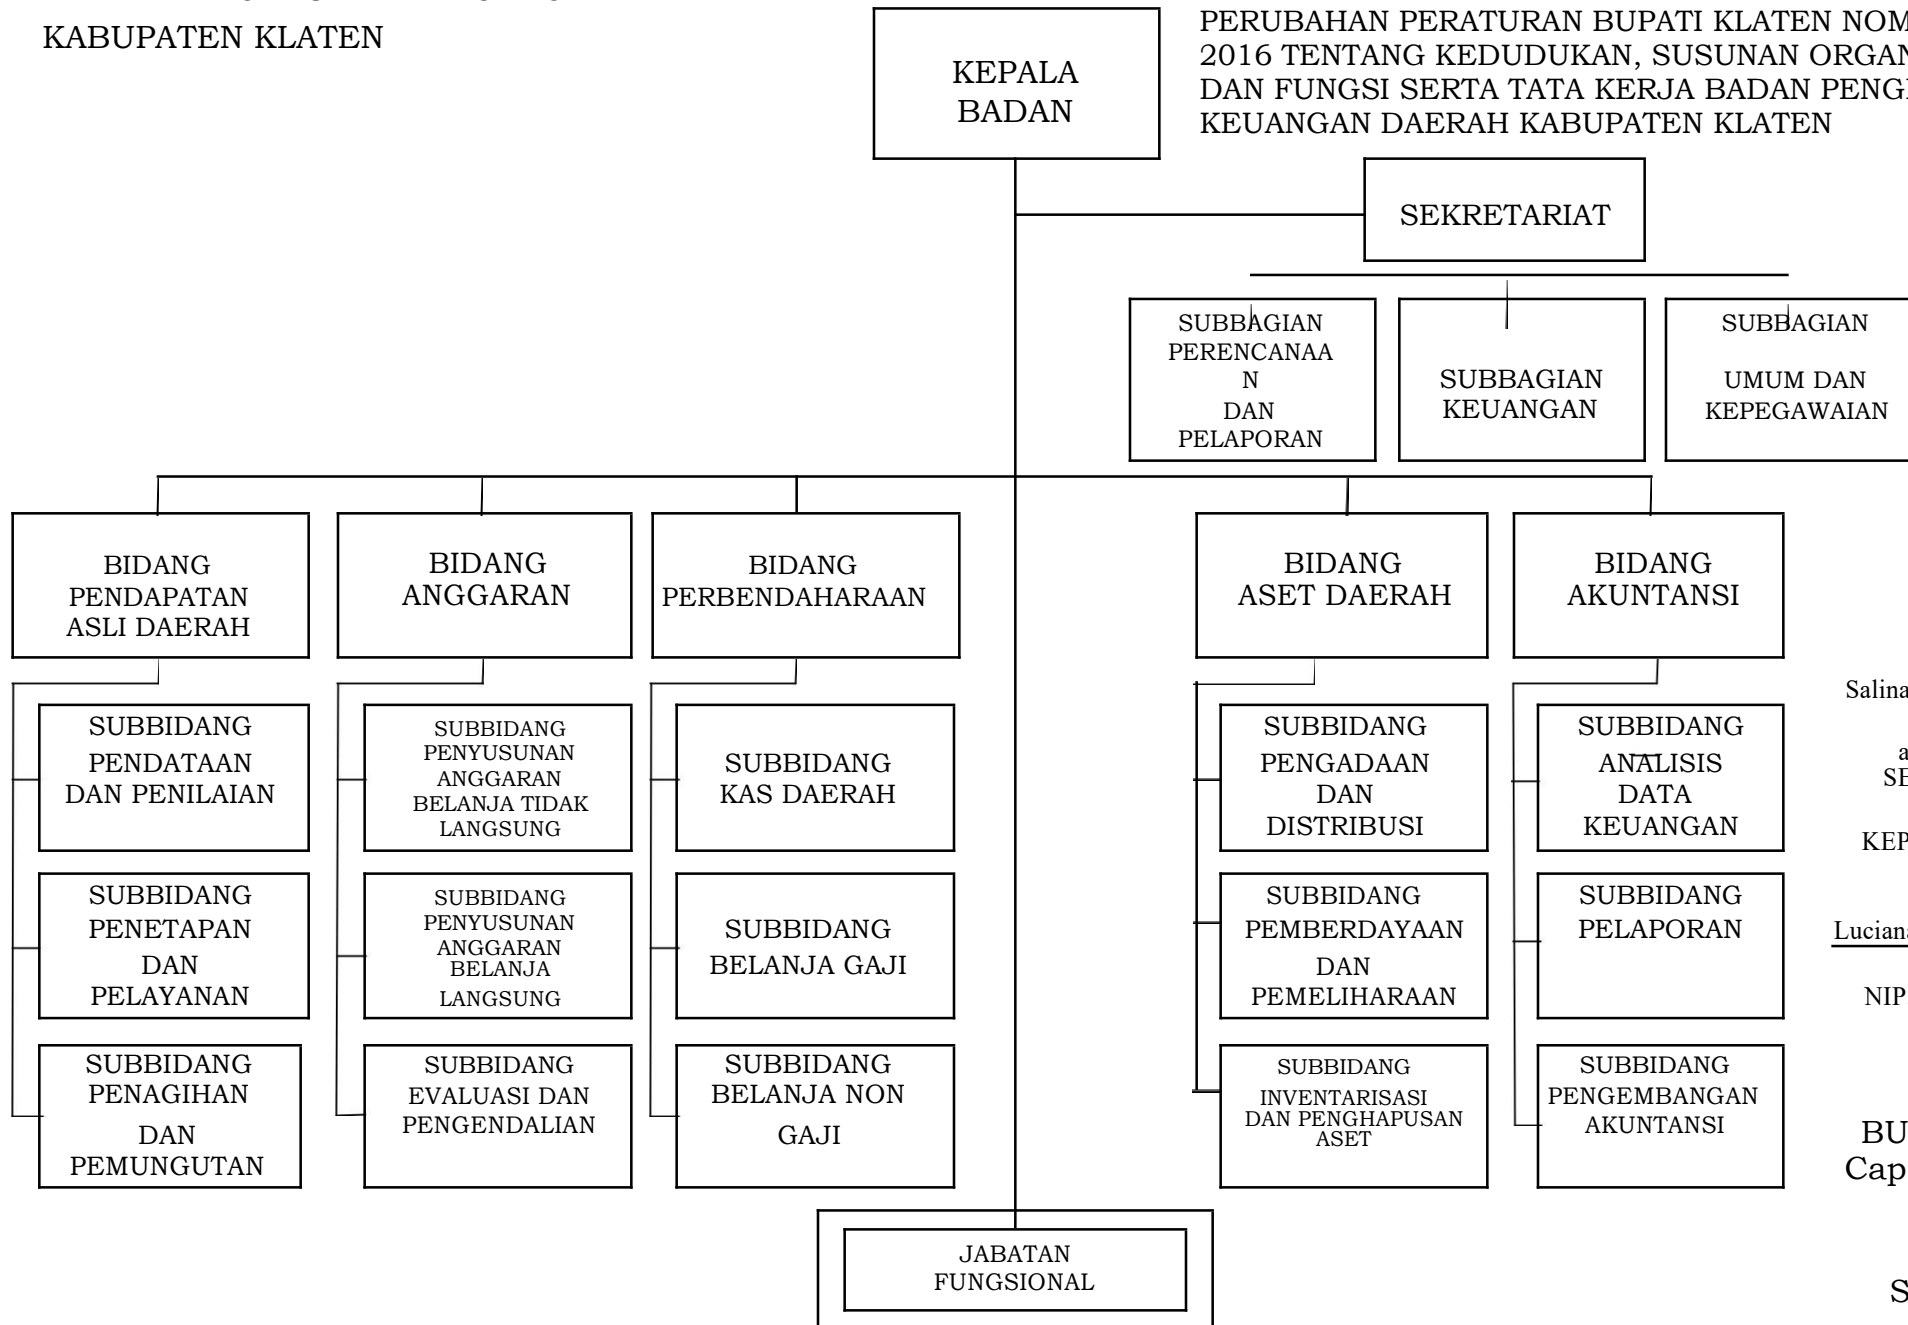 KABUPATEN KLATEN
PERUBAHAN PERATURAN BUPATI KLATEN
2016 TENTANG KEDUDUKAN, SUSUNAN
DAN FUNGSI SERTA TATA KERJA BADAN
KEUANGAN DAERAH KABUPATEN KLATEN
KEPALA
BADAN
SEKRETARIAT
SUBBAGIAN
PERENCANAA
N
DAN
PELAPORAN
SUBBAGIAN
KEUANGAN
SUBBAGIAN
UMUM DAN
KEPEGAWAIAN
BIDANG
PENDAPATAN
ASLI DAERAH
BIDANG
ANGGARAN
BIDANG
PERBENDAHARAAN
BIDANG
ASET DAERAH
BIDANG
AKUNTANSI
SUBBIDANG
PENDATAAN
DAN PENILAIAN
SUBBIDANG
PENYUSUNAN
ANGGARAN
BELANJA TIDAK
LANGSUNG
SUBBIDANG
KAS DAERAH
SUBBIDANG
PENGADAAN
DAN
DISTRIBUSI
SUBBIDANG
ANALISIS
DATA
KEUANGAN
SUBBIDANG
PENETAPAN
DAN
PELAYANAN
SUBBIDANG
PENYUSUNAN
ANGGARAN
BELANJA
LANGSUNG
SUBBIDANG
BELANJA GAJI
SUBBIDANG
PEMBERDAYAAN
DAN
PEMELIHARAAN
SUBBIDANG
PELAPORAN
NIP
SUBBIDANG
PENAGIHAN
DAN
PEMUNGUTAN
SUBBIDANG
EVALUASI DAN
PENGENDALIAN
SUBBIDANG
BELANJA NON
GAJI
SUBBIDANG
INVENTARISASI
DAN PENGHAPUSAN
ASET
SUBBIDANG
PENGEMBANGAN
AKUNTANSI
Cap
JABATAN
FUNGSIONAL